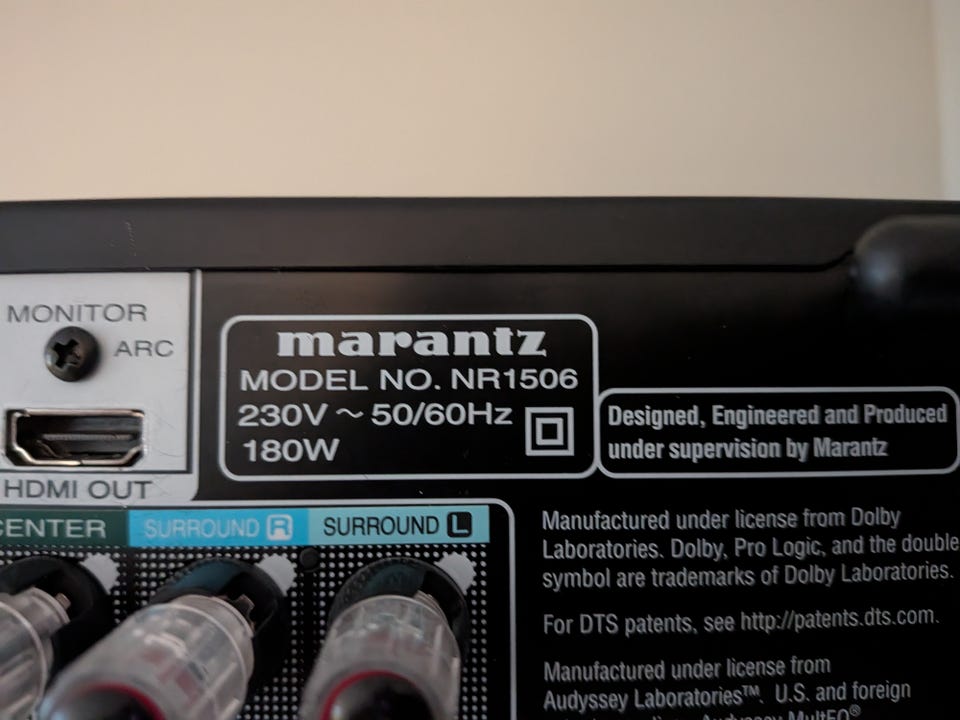 MONITOR
ARC
HDMI OUT
marantz
MODEL NO. NR1506
230V ~ 50/60Hz
180W
Designed, Engineered and Produced
under supervision by Marantz
CENTER
SURROUND R
SURROUND L
Manufactured under license from Dolby
Laboratories. Dolby, Pro Logic, and the double
symbol are trademarks of Dolby Laboratories.
For DTS patents, see http://patents.dts.com.
Manufactured under license from
Audyssey Laboratories™. U.S. and foreign
Audyssey MultEQ®